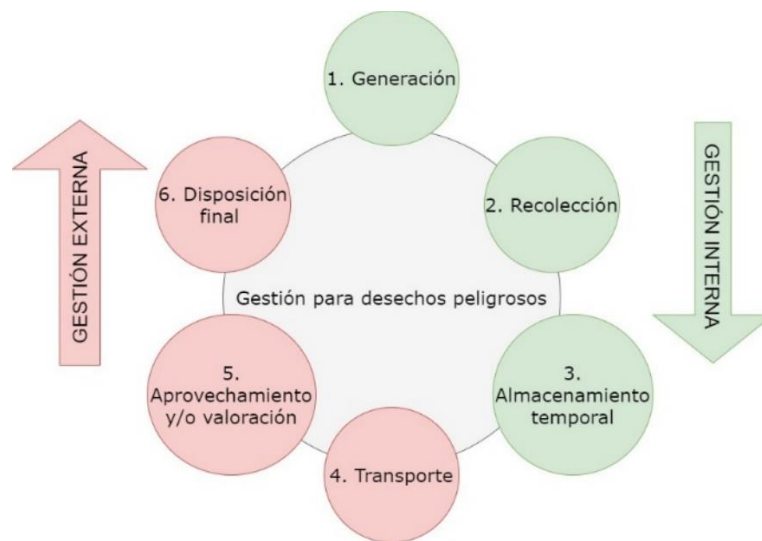 1. Generación
2. Recolección
3.
Almacenamiento
temporal
4. Transporte
5.
Aprovechamiento
y/o valoración
6. Disposición
final
Gestión para desechos peligrosos
GESTIÓN EXTERNA
GESTIÓN INTERNA